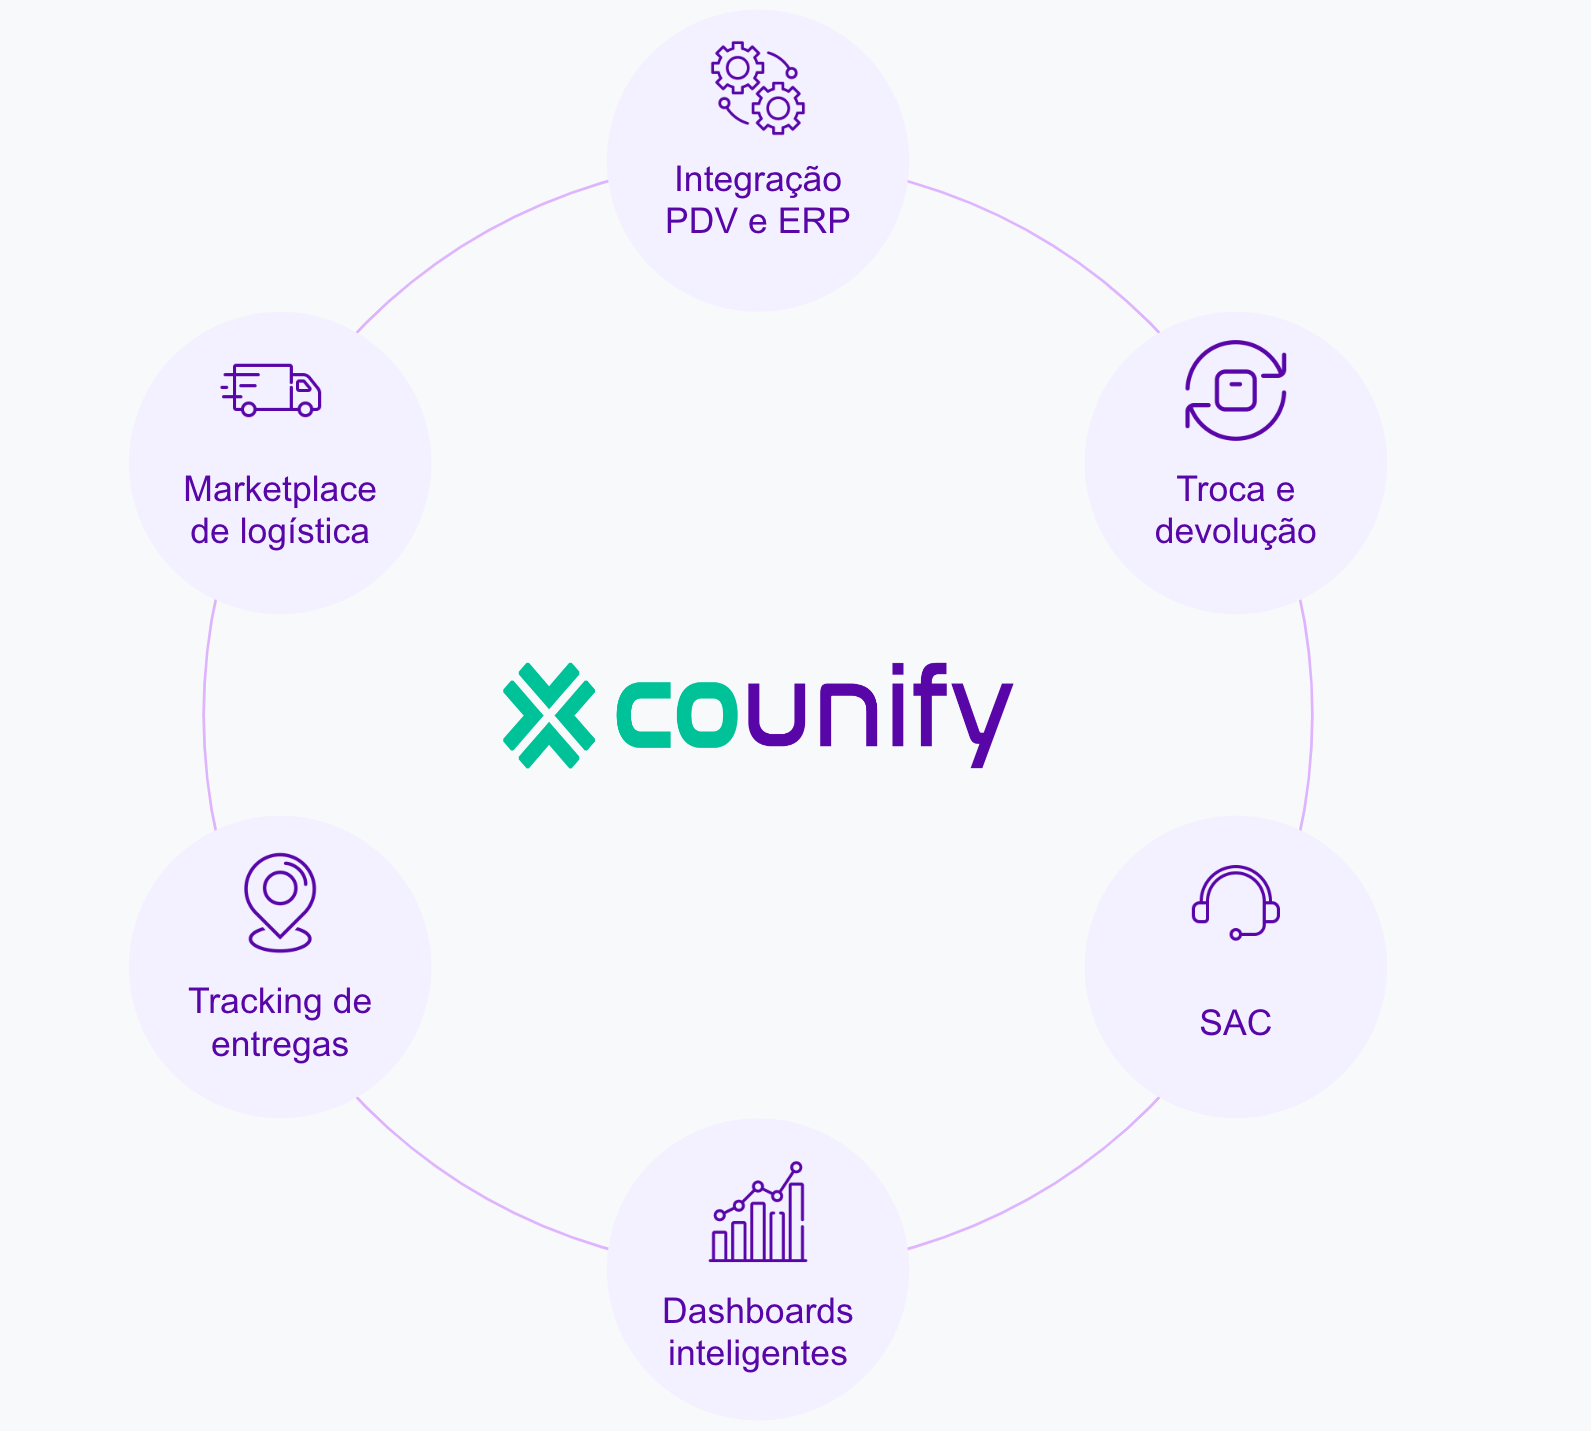 Integração
PDV e ERP
Marketplace
de logística
Troca e
devolução
counify
Tracking de
entregas
SAC
Dashboards
inteligentes